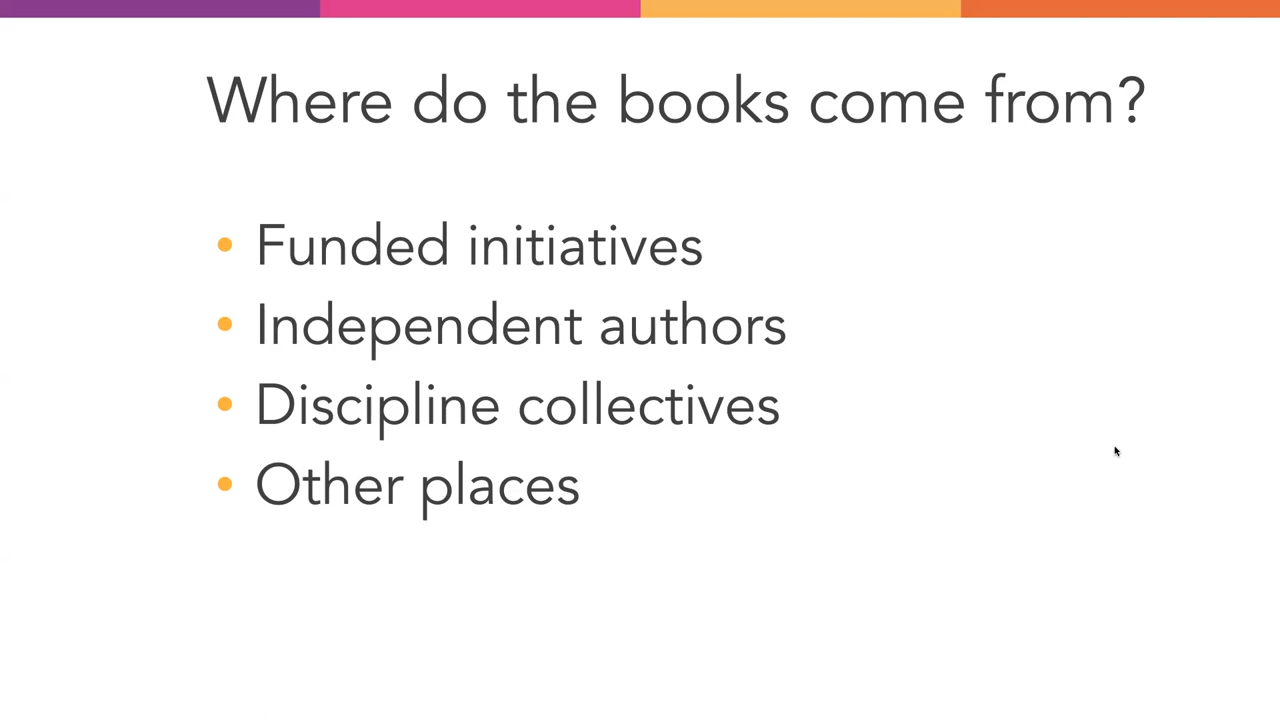 Where do the books come from?
• Funded initiatives
• Independent authors
• Discipline collectives
• Other places